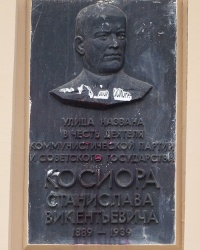 УЛИЦА НАЗВАНА
В ЧЕСТЬ ДЕЯТЕЛЯ
КОММУНИСТИЧЕСКОЙ ПАРТИИ
И СОВЕТСКОГО ГОСУДАРСТВА
КОСИОРА
СТАНИСЛАВА
ВИКЕНТЬЕВИЧА
1889 - 1939